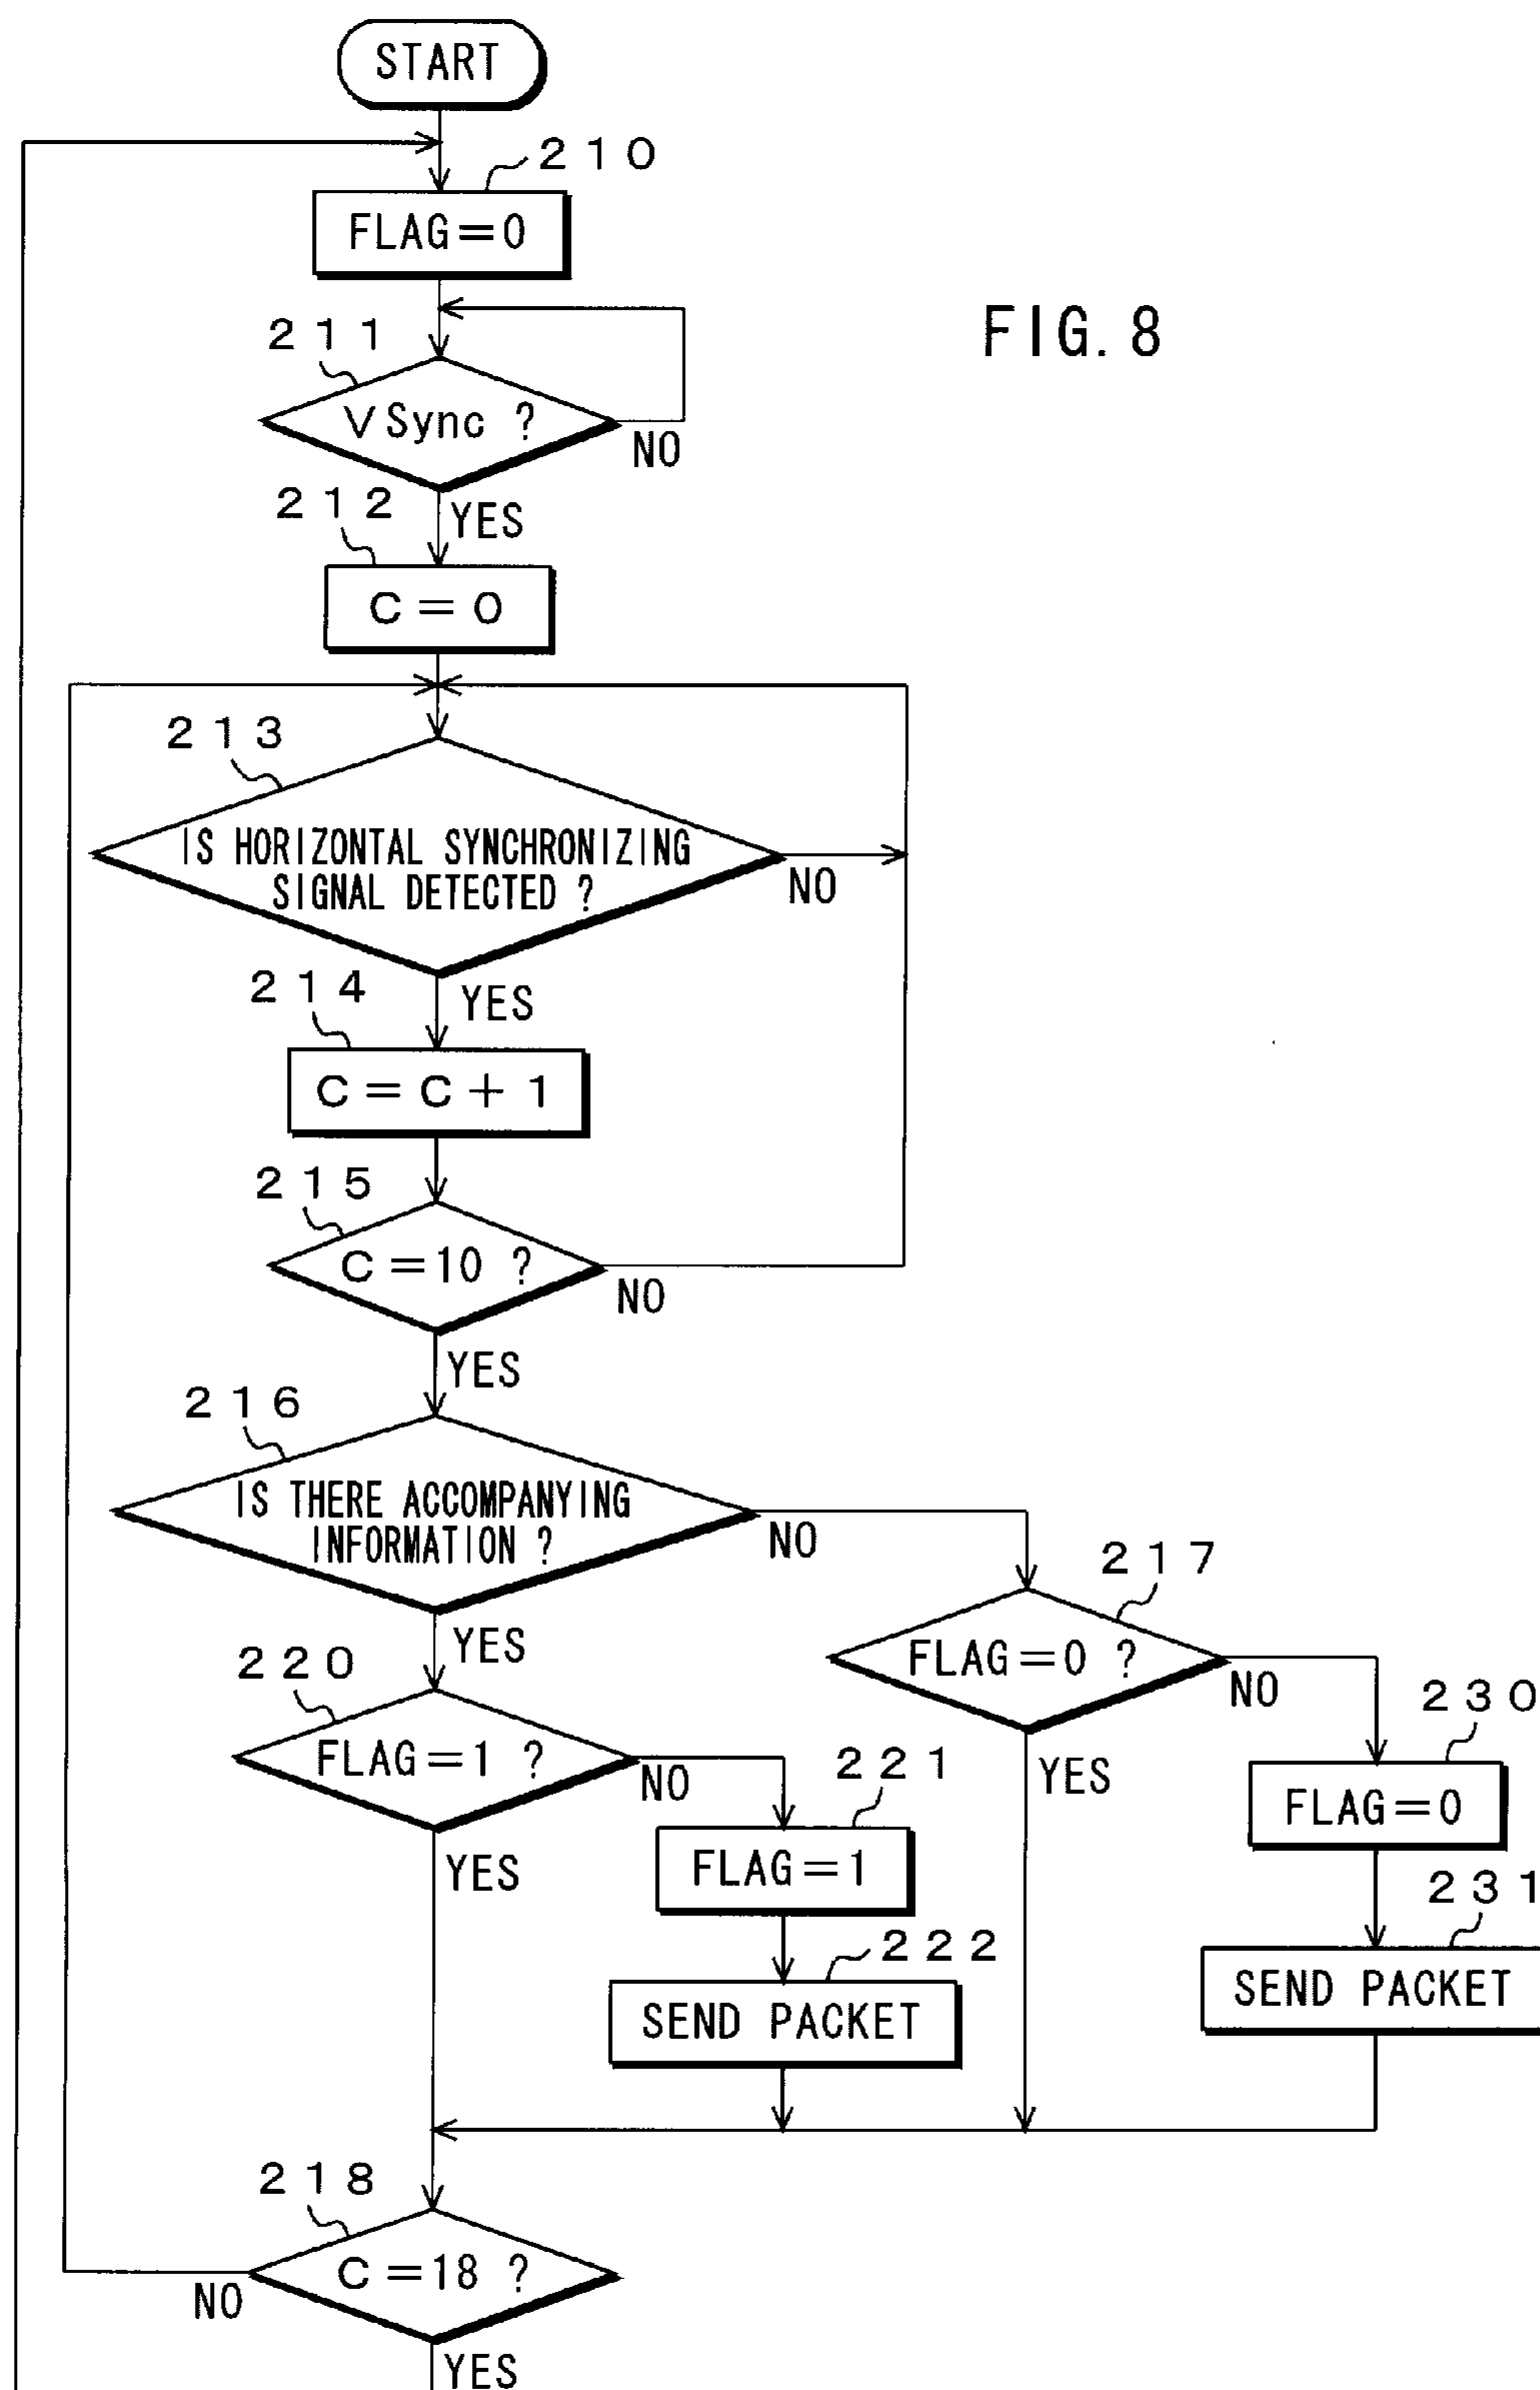 START
210
FLAG=0
FIG. 8
211
VSync ?
NO
212
YES
C=0
213
IS HORIZONTAL SYNCHRONIZING
SIGNAL DETECTED ?
NO
214
YES
C=C+1
215
C=10 ?
NO
YES
216
IS THERE ACCOMPANYING
INFORMATION ?
NO
217
FLAG=0 ?
NO
YES
220
FLAG=1 ?
NO
YES
221
FLAG=1
222
SEND PACKET
YES
230
FLAG=0
231
SEND PACKET
218
C=18 ?
NO
YES